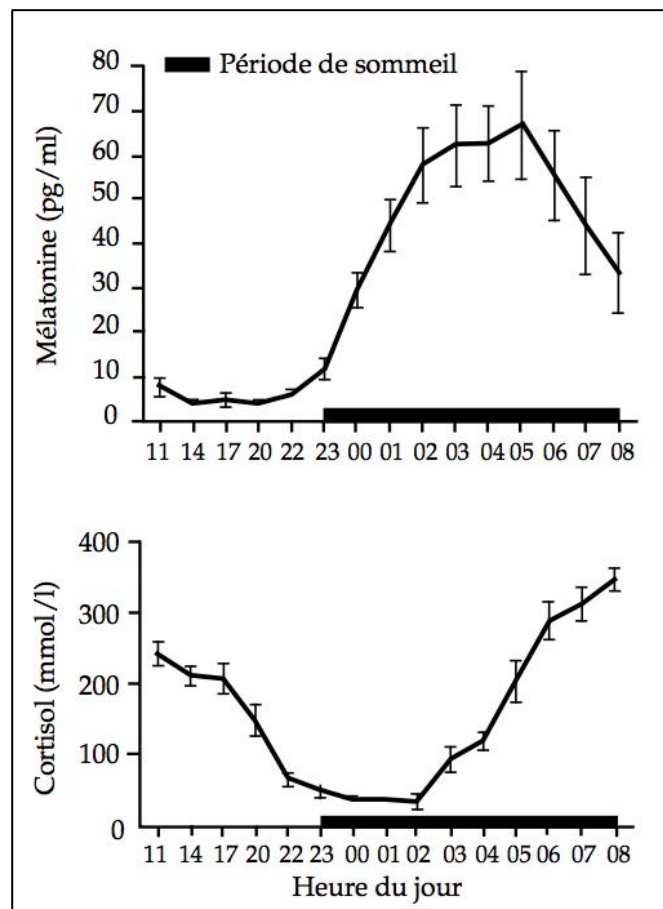 Période de sommeil
Mélatonine (pg/ml)
80
70
60
50
40
30
20
10
0
11 14 17 20 22 23 00 01 02 03 04 05 06 07 08
Cortisol (mmol/l)
400
300
200
100
0
11 14 17 20 22 23 00 01 02 03 04 05 06 07 08
Heure du jour